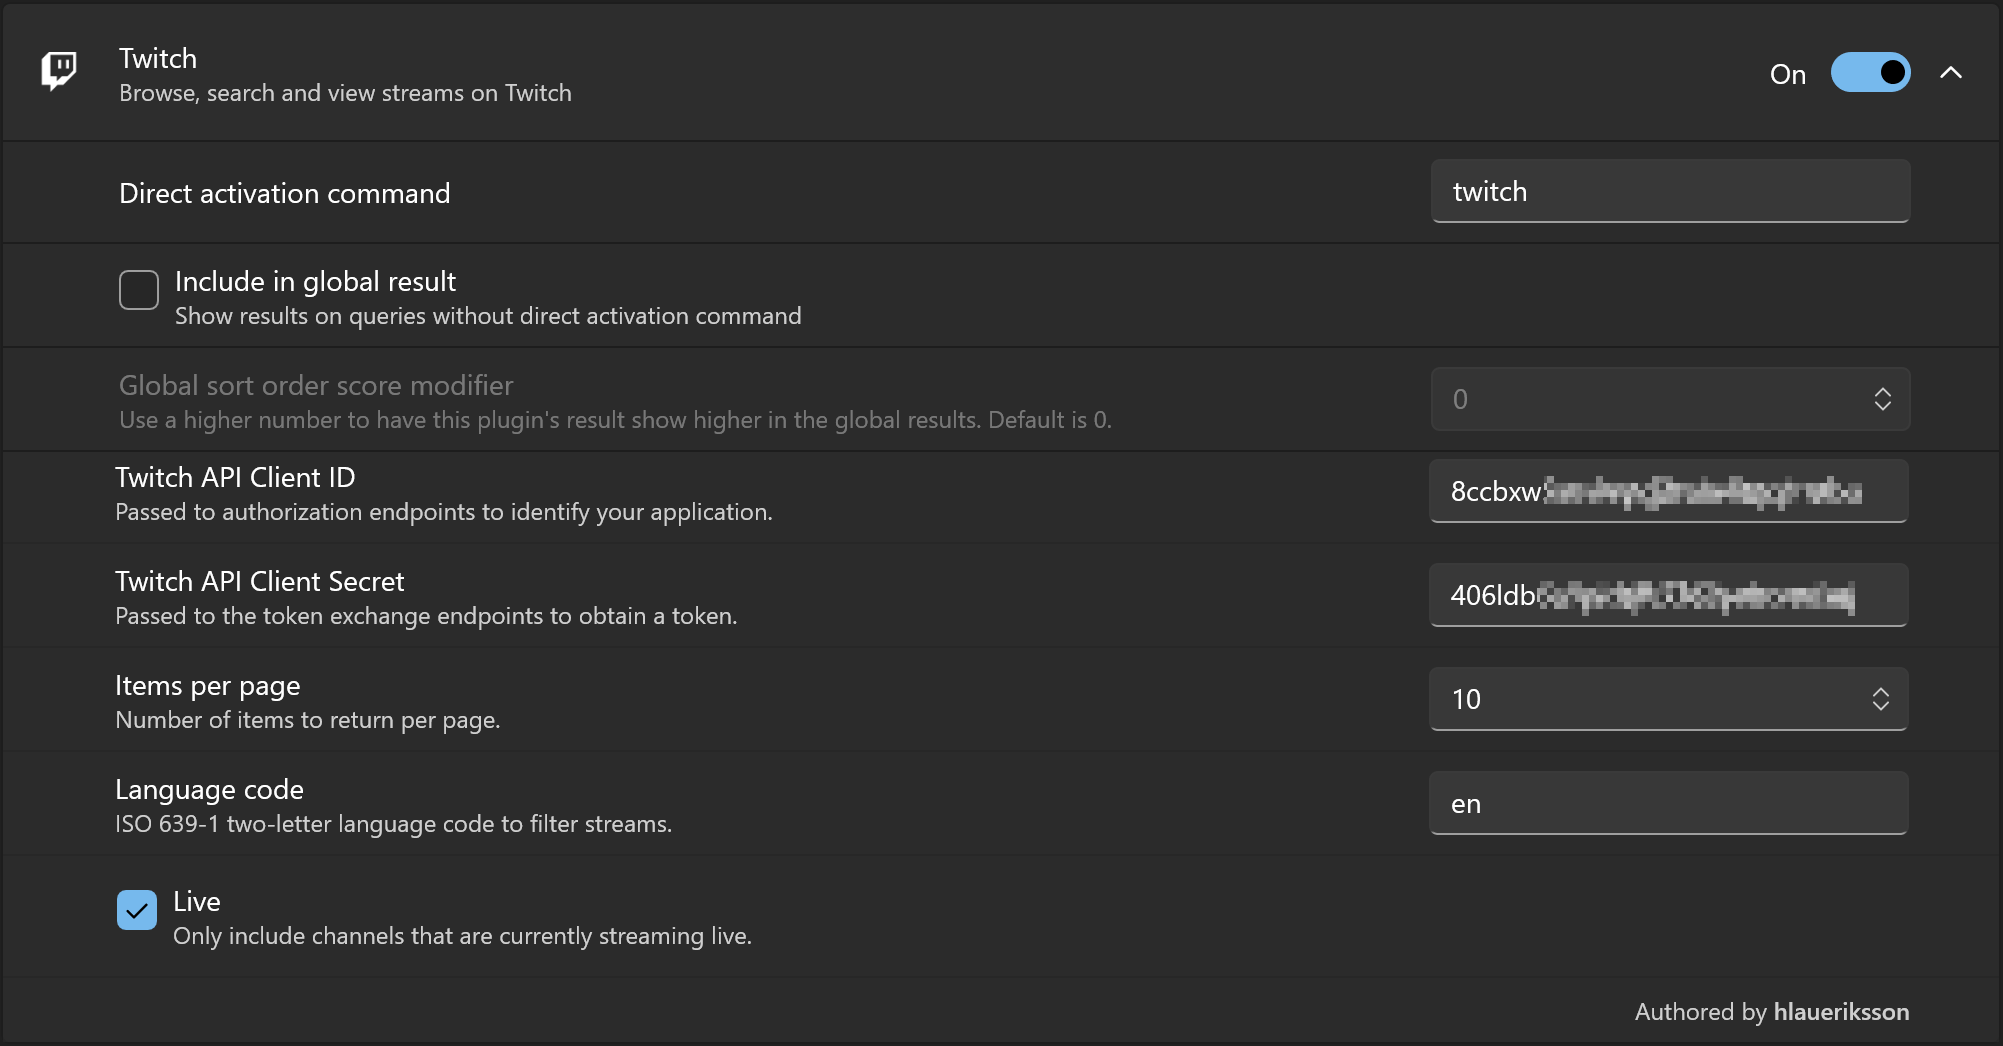 Twitch
Browse, search and view streams on Twitch
On
Direct activation command
twitch
Include in global result
Show results on queries without direct activation command
Global sort order score modifier
Use a higher number to have this plugin's result show higher in the global results. Default is 0.
0
Twitch API Client ID
Passed to authorization endpoints to identify your application.
8ccbxw
Twitch API Client Secret
Passed to the token exchange endpoints to obtain a token.
406ldb
Items per page
Number of items to return per page.
10
Language code
ISO 639-1 two-letter language code to filter streams.
en
Live
Only include channels that are currently streaming live.
Authored by hlaueriksson